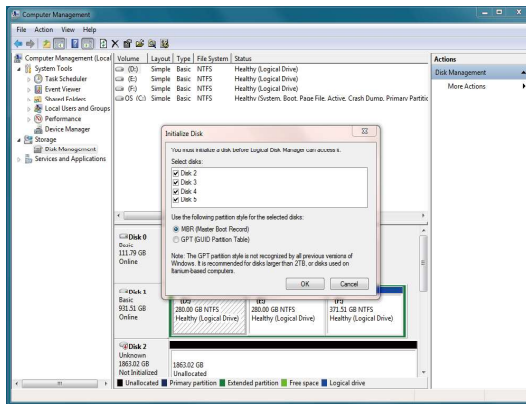 Computer Management
File Action View Help
Computer Management (Local
System Tools
Task Scheduler
Event Viewer
Shared Folders
Local Users and Groups
Performance
Device Manager
Storage
Disk Management
Services and Applications
Volume Layout Type File System Status
(D:) Simple Basic NTFS Healthy (Logical Drive)
(E:) Simple Basic NTFS Healthy (Logical Drive)
(F:) Simple Basic NTFS Healthy (Logical Drive)
OS (C:) Simple Basic NTFS Healthy (System, Boot, Page File, Active, Crash Dump, Primary Partitic
Actions
Disk Management
More Actions
Initialize Disk
You must initialize a disk before Logical Disk Manager can access it.
Select disks:
Disk 2
Disk 3
Disk 4
Disk 5
Use the following partition style for the selected disks:
MBR (Master Boot Record)
GPT (GUID Partition Table)
Note: The GPT partition style is not recognized by all previous versions of
Windows. It is recommended for disks larger than 2TB, or disks used on
Itanium-based computers.
OK Cancel
Disk 0
Basic
111.79 GB
Online
Disk 1
Basic
931.51 GB
Online
(D:)
280.00 GB NTFS
Healthy (Logical Drive)
(E:)
280.00 GB NTFS
Healthy (Logical Drive)
(F:)
371.51 GB NTFS
Healthy (Logical Drive)
Disk 2
Unknown
1863.02 GB
Not Initialized
1863.02 GB
Unallocated
Unallocated Primary partition Extended partition Free space Logical drive